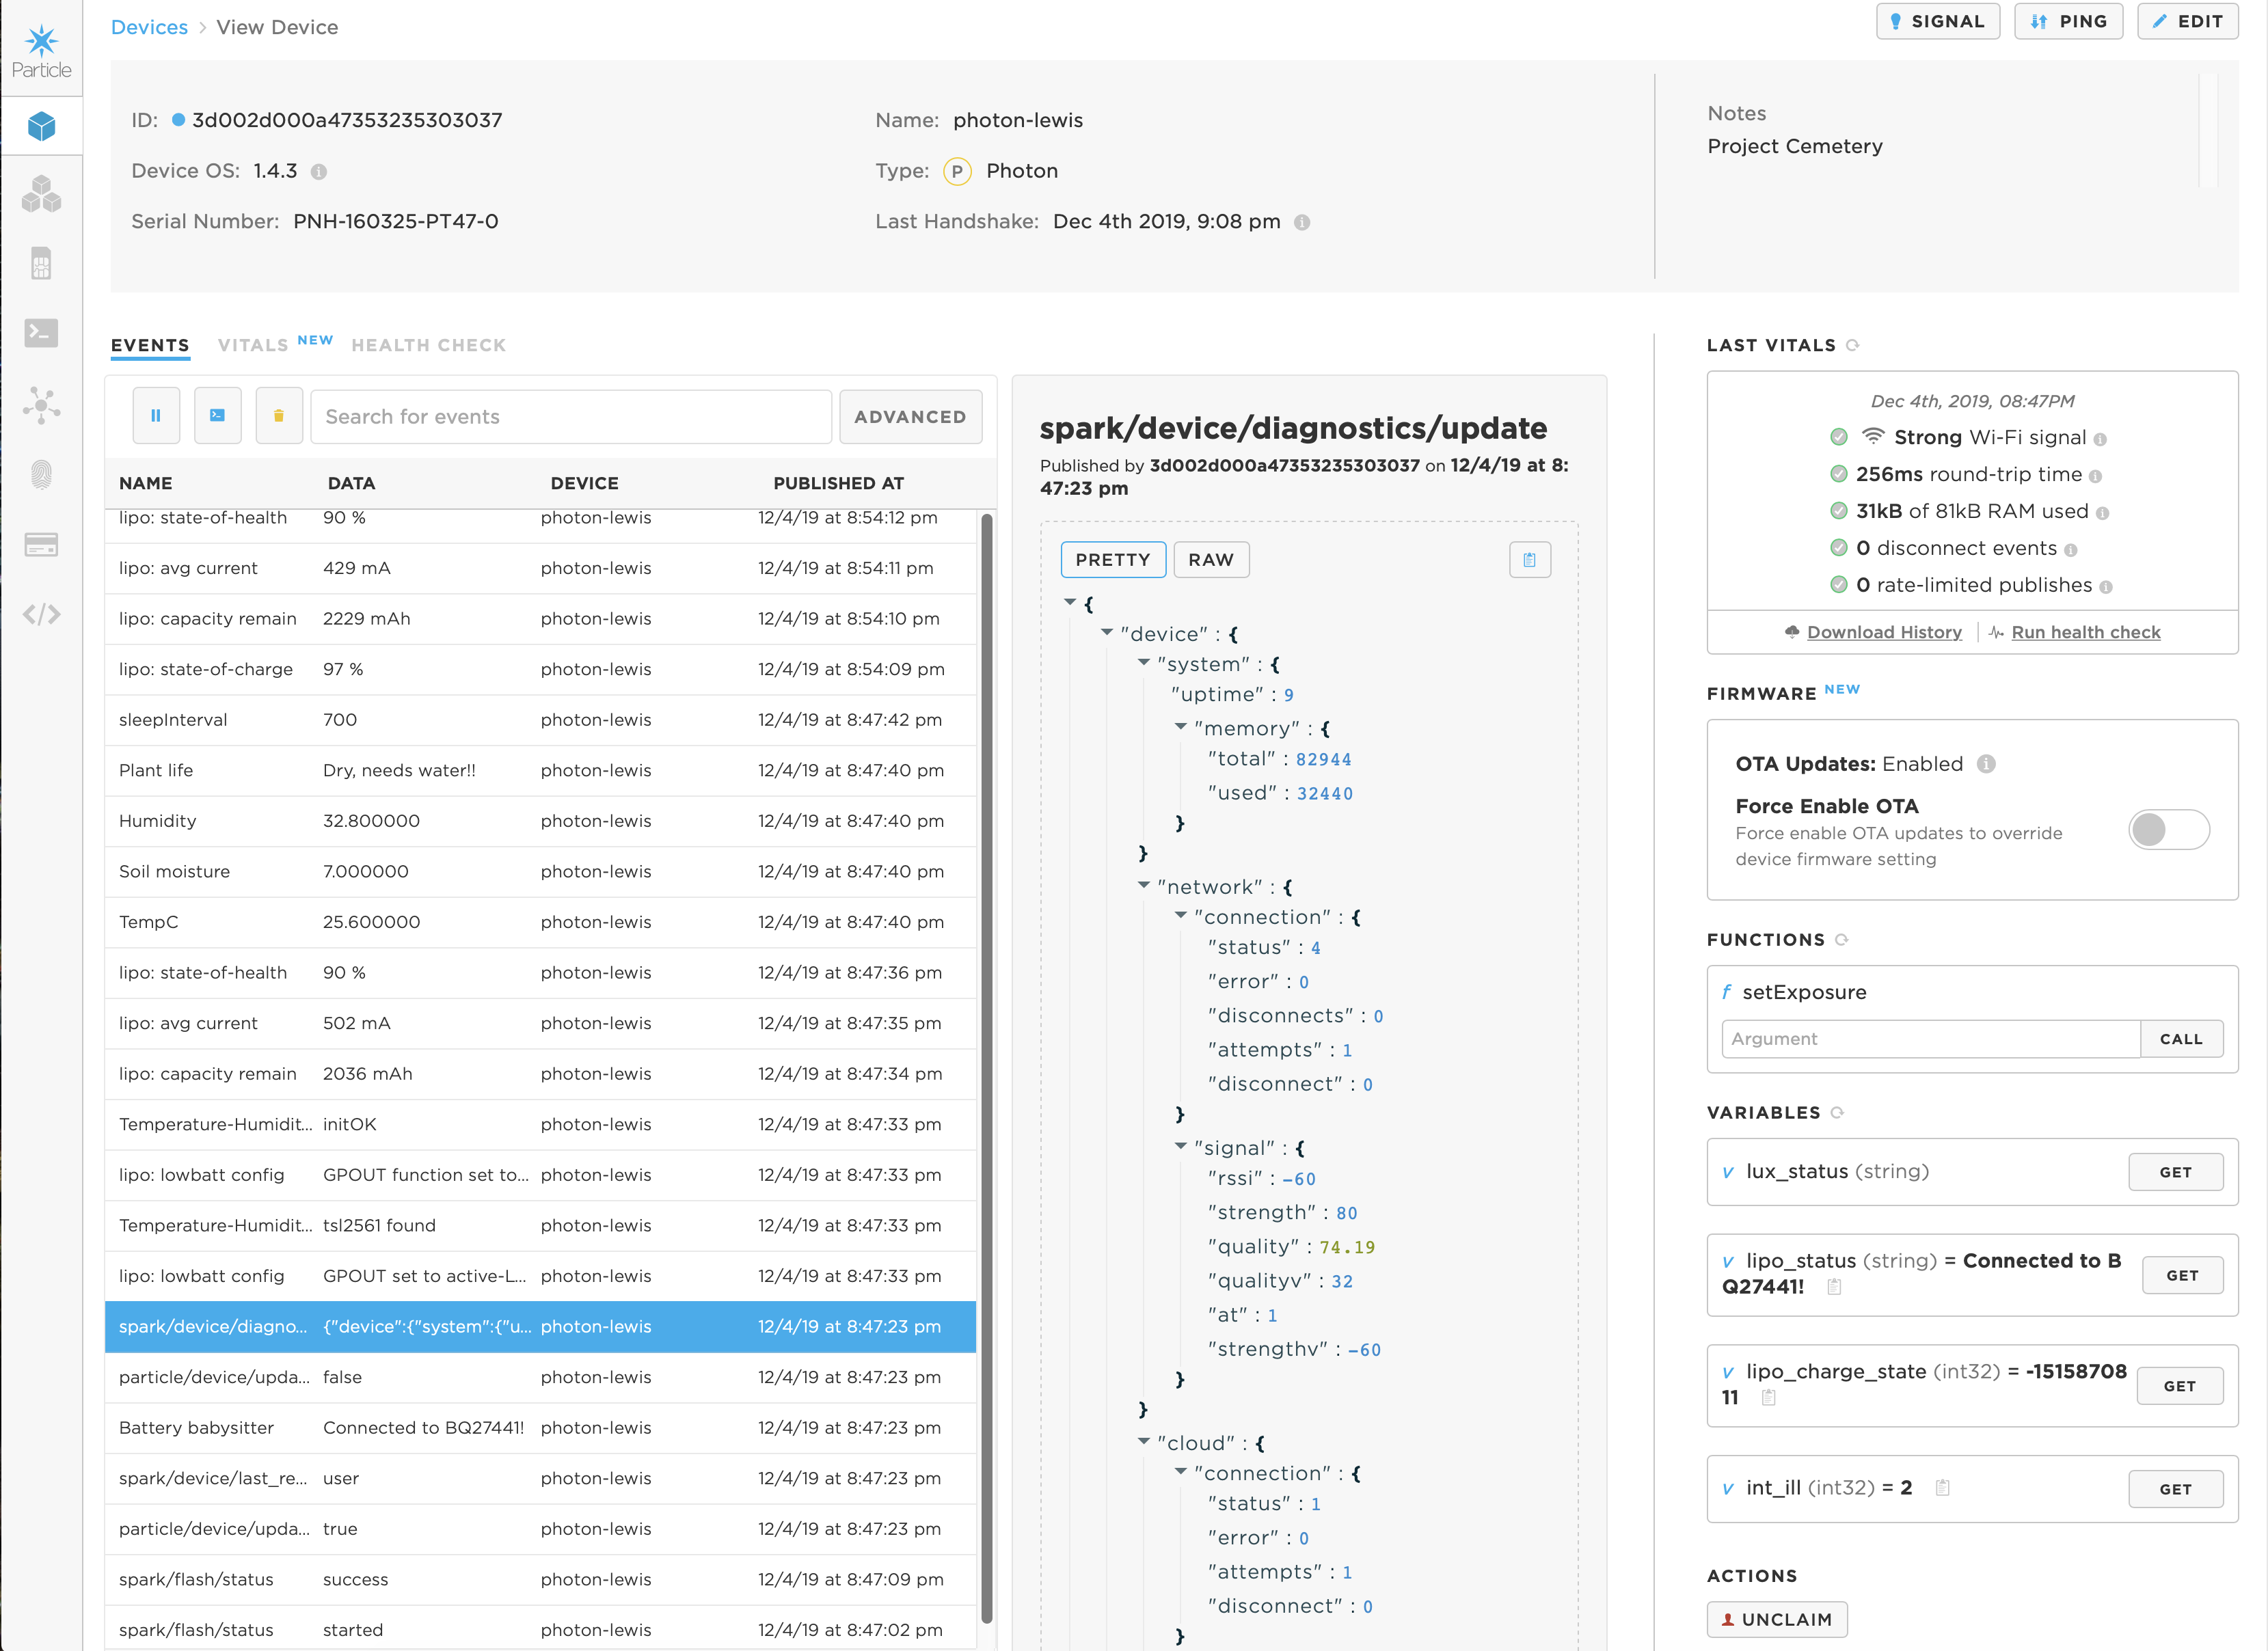 Particle
Devices > View Device
SIGNAL
PING
EDIT
ID: 3d002d000a47353235303037
Device OS: 1.4.3
Serial Number: PNH-160325-PT47-0
Name: photon-lewis
Type: P Photon
Last Handshake: Dec 4th 2019, 9:08 pm
Notes
Project Cemetery
EVENTS VITALS NEW HEALTH CHECK
Search for events
ADVANCED
NAME DATA DEVICE PUBLISHED AT
lipo: state-of-health 90 % photon-lewis 12/4/19 at 8:54:12 pm
lipo: avg current 429 mA photon-lewis 12/4/19 at 8:54:11 pm
lipo: capacity remain 2229 mAh photon-lewis 12/4/19 at 8:54:10 pm
lipo: state-of-charge 97 % photon-lewis 12/4/19 at 8:54:09 pm
sleepInterval 700 photon-lewis 12/4/19 at 8:47:42 pm
Plant life Dry, needs water!! photon-lewis 12/4/19 at 8:47:40 pm
Humidity 32.800000 photon-lewis 12/4/19 at 8:47:40 pm
Soil moisture 7.000000 photon-lewis 12/4/19 at 8:47:40 pm
TempC 25.600000 photon-lewis 12/4/19 at 8:47:40 pm
lipo: state-of-health 90 % photon-lewis 12/4/19 at 8:47:36 pm
lipo: avg current 502 mA photon-lewis 12/4/19 at 8:47:35 pm
lipo: capacity remain 2036 mAh photon-lewis 12/4/19 at 8:47:34 pm
Temperature-Humidit... initOK photon-lewis 12/4/19 at 8:47:33 pm
lipo: lowbatt config GPOUT function set to... photon-lewis 12/4/19 at 8:47:33 pm
Temperature-Humidit... tsl2561 found photon-lewis 12/4/19 at 8:47:33 pm
lipo: lowbatt config GPOUT set to active-L... photon-lewis 12/4/19 at 8:47:33 pm
spark/device/diagno... {"device":{"system":{"u... photon-lewis 12/4/19 at 8:47:23 pm
particle/device/upda... false photon-lewis 12/4/19 at 8:47:23 pm
Battery babysitter Connected to BQ27441! photon-lewis 12/4/19 at 8:47:23 pm
spark/device/last_re... user photon-lewis 12/4/19 at 8:47:23 pm
particle/device/upda... true photon-lewis 12/4/19 at 8:47:23 pm
spark/flash/status success photon-lewis 12/4/19 at 8:47:09 pm
spark/flash/status started photon-lewis 12/4/19 at 8:47:02 pm
spark/device/diagnostics/update
Published by 3d002d000a47353235303037 on 12/4/19 at 8:
47:23 pm
PRETTY RAW
{
"device" : {
"system" : {
"uptime" : 9
"memory" : {
"total" : 82944
"used" : 32440
}
}
"network" : {
"connection" : {
"status" : 4
"error" : 0
"disconnects" : 0
"attempts" : 1
"disconnect" : 0
}
"signal" : {
"rssi" : -60
"strength" : 80
"quality" : 74.19
"qualityv" : 32
"at" : 1
"strengthv" : -60
}
}
"cloud" : {
"connection" : {
"status" : 1
"error" : 0
"attempts" : 1
"disconnect" : 0
}
LAST VITALS
Dec 4th, 2019, 08:47PM
Strong Wi-Fi signal
256ms round-trip time
31kB of 81kB RAM used
0 disconnect events
0 rate-limited publishes
Download History | Run health check
FIRMWARE NEW
OTA Updates: Enabled
Force Enable OTA
Force enable OTA updates to override
device firmware setting
FUNCTIONS
f setExposure
Argument CALL
VARIABLES
v lux_status (string) GET
v lipo_status (string) = Connected to B
Q27441!
GET
v lipo_charge_state (int32) = -15158708
11
GET
v int_ill (int32) = 2 GET
ACTIONS
UNCLAIM